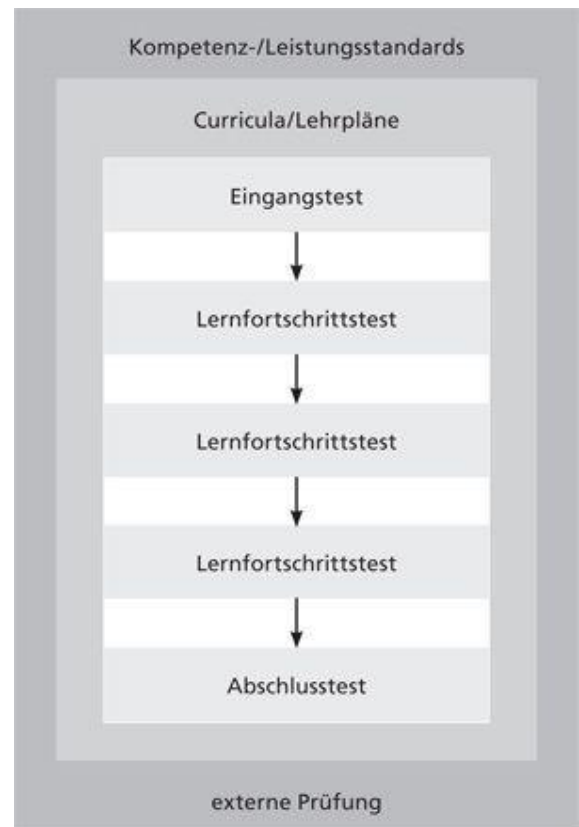 Kompetenz-/Leistungsstandards
Curricula/Lehrpläne
Eingangstest
Lernfortschrittstest
Lernfortschrittstest
Lernfortschrittstest
Abschlusstest
externe Prüfung